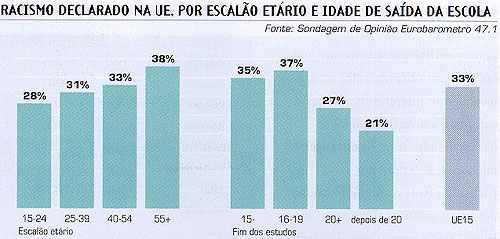 RACISMO DECLARADO NA UE, POR ESCALÃO ETÁRIO E IDADE DE SAÍDA DA ESCOLA
Fonte: Sondagem de Opinião Eurobarometro 47.1
28% 31% 33% 38% 35% 37% 27% 21% 33%
15-24 25-39 40-54 55+ 15- 16-19 20+ depois de 20 UE15
Escalão etário Fim dos estudos